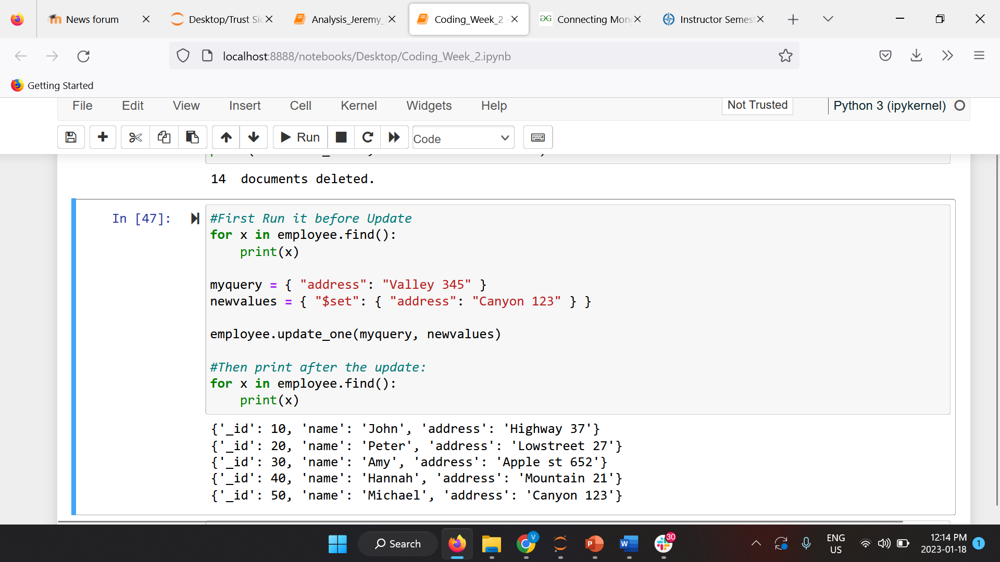 News forum
Desktop/Trust Sic
Analysis_Jeremy_
Coding_Week_2 -
Connecting Mong
Instructor Semest
localhost:8888/notebooks/Desktop/Coding_Week_2.ipynb
Getting Started
File Edit View Insert Cell Kernel Widgets Help
Not Trusted
Python 3 (ipykernel)
Run
Code
14  documents deleted.
In [47]:
#First Run it before Update
for x in employee.find():
    print(x)
myquery = { "address": "Valley 345" }
newvalues = { "$set": { "address": "Canyon 123" } }
employee.update_one(myquery, newvalues)
#Then print after the update:
for x in employee.find():
    print(x)
{'_id': 10, 'name': 'John', 'address': 'Highway 37'}
{'_id': 20, 'name': 'Peter', 'address': 'Lowstreet 27'}
{'_id': 30, 'name': 'Amy', 'address': 'Apple st 652'}
{'_id': 40, 'name': 'Hannah', 'address': 'Mountain 21'}
{'_id': 50, 'name': 'Michael', 'address': 'Canyon 123'}
Search
V
P
W
30
ENG
US
12:14 PM
2023-01-18
1